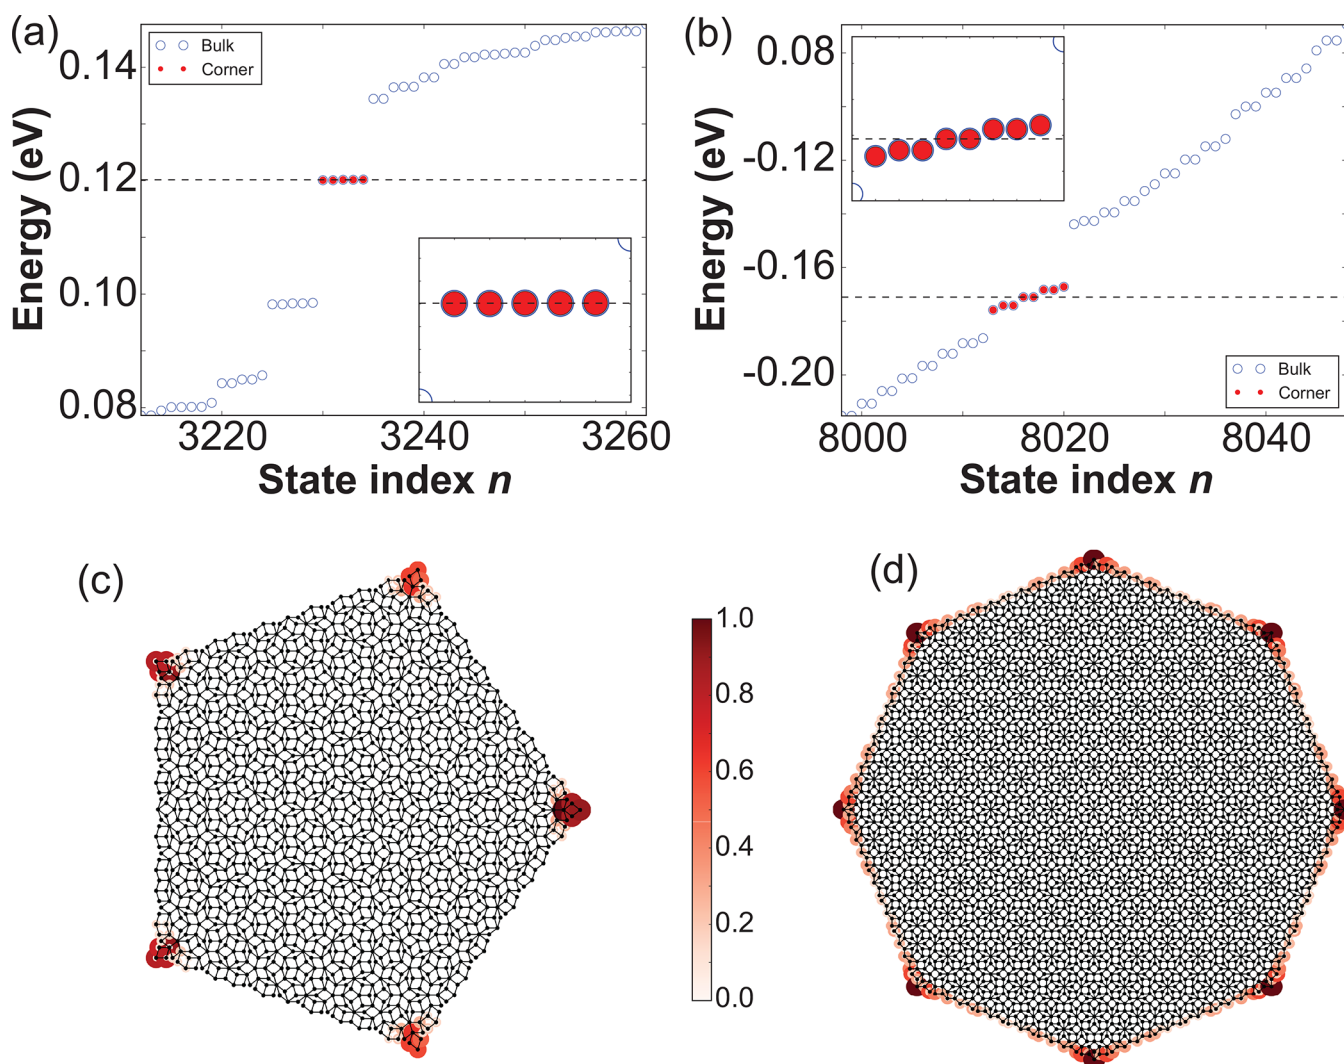 (a)
Bulk
Corner
0.14
0.12
0.10
0.08
Energy (eV)
3220
3240
3260
State index n
(b)
0.08
-0.12
-0.16
-0.20
Energy (eV)
Bulk
Corner
8000
8020
8040
State index n
(c)
1.0
0.8
0.6
0.4
0.2
0.0
(d)